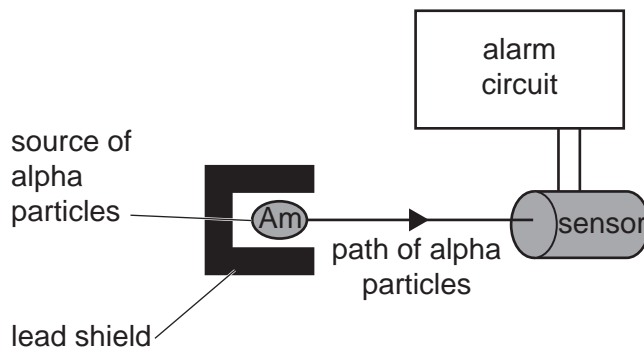 alarm
circuit
source of
alpha
particles
Am
sensor
path of alpha
particles
lead shield